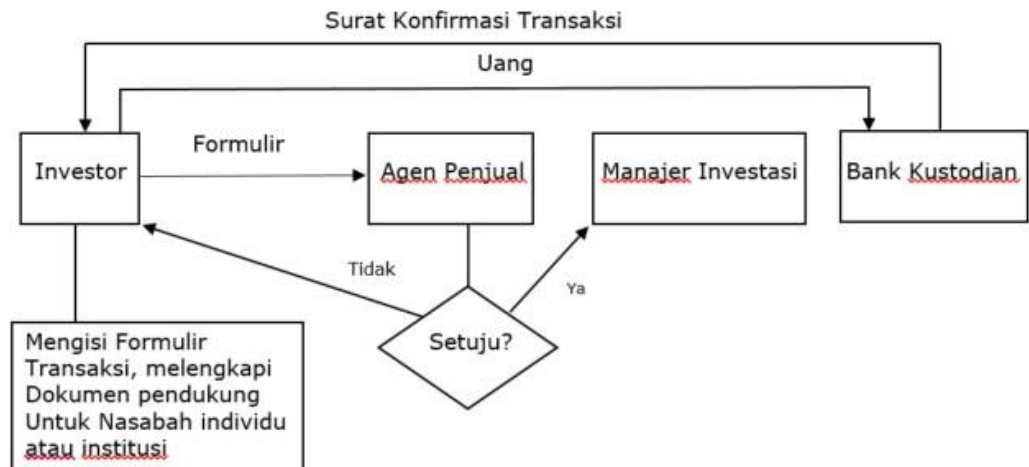 Surat Konfirmasi Transaksi
Uang
Formulir
Investor
Agen Penjual
Manajer Investasi
Bank Kustodian
Tidak
Ya
Setuju?
Mengisi Formulir
Transaksi, melengkapi
Dokumen pendukung
Untuk Nasabah individu
atau institusi